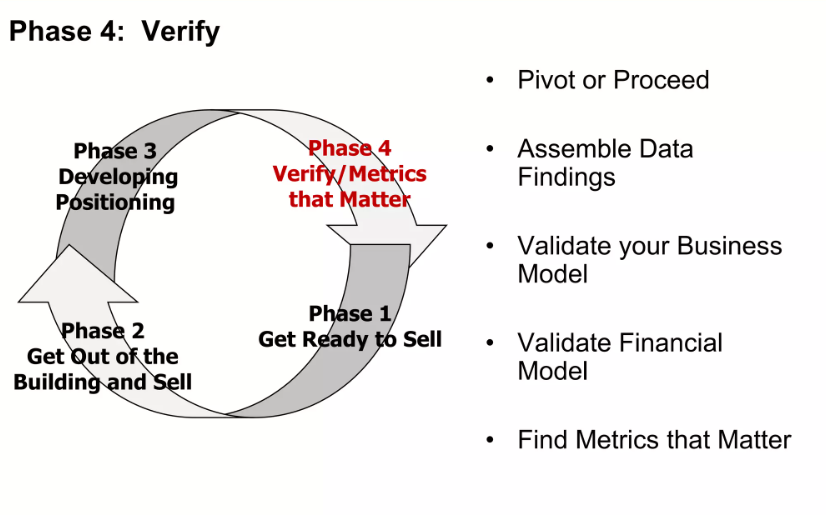 Phase 4:  Verify
Phase 3
Developing
Positioning
Phase 4
Verify/Metrics
that Matter
Phase 2
Get Out of the
Building and Sell
Phase 1
Get Ready to Sell
• Pivot or Proceed
• Assemble Data
Findings
• Validate your Business
Model
• Validate Financial
Model
• Find Metrics that Matter